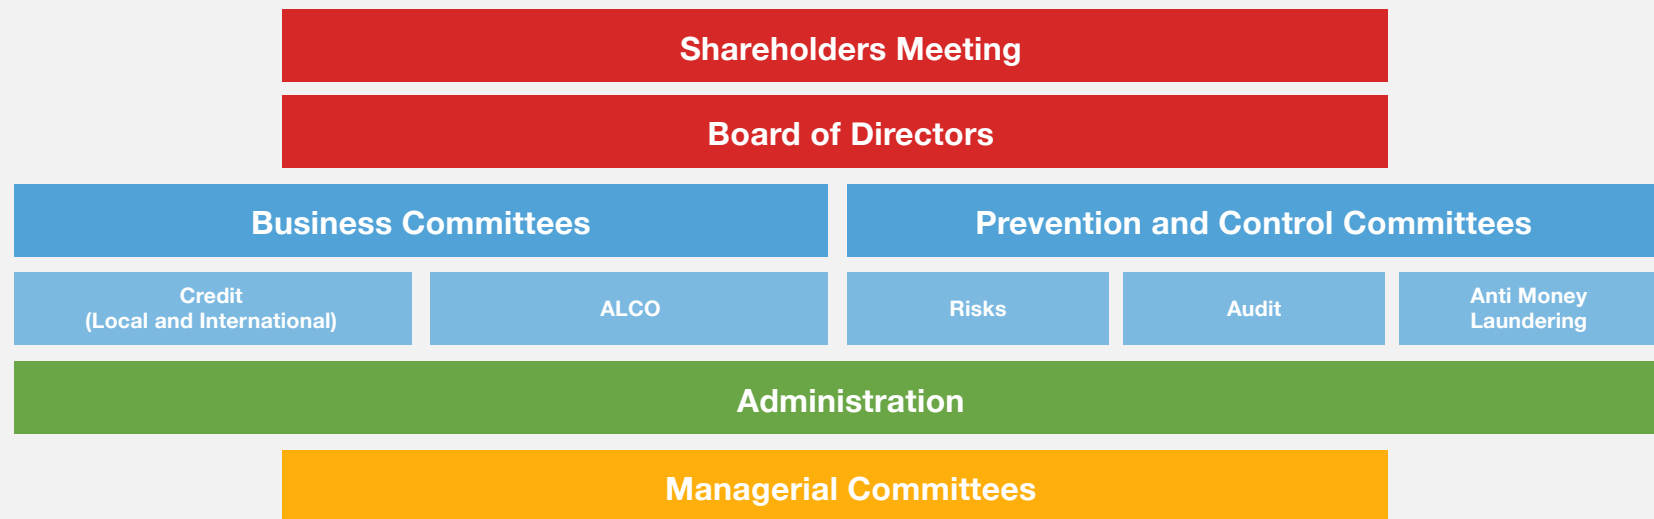 Shareholders Meeting
Board of Directors
Business Committees
Prevention and Control Committees
Credit
(Local and International)
ALCO
Risks
Audit
Anti Money
Laundering
Administration
Managerial Committees